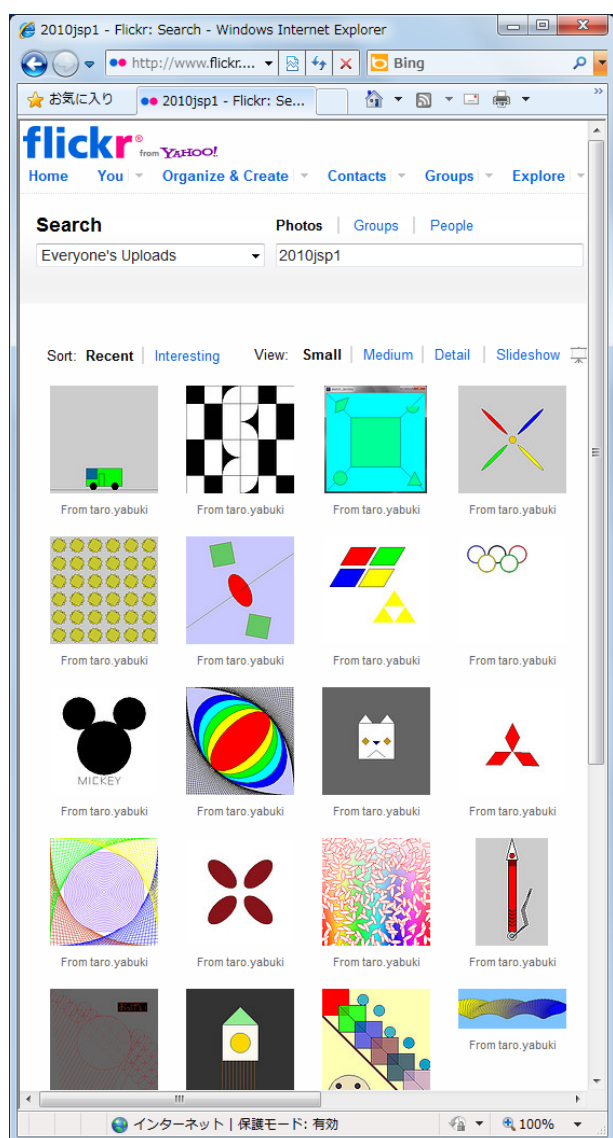 2010jsp1 - Flickr: Search - Windows Internet Explorer
http://www.flickr.... Bing
お気に入り 2010jsp1 - Flickr: Se...
flickr® from YAHOO!
Home You Organize & Create Contacts Groups Explore
Search Photos Groups People
Everyone's Uploads 2010jsp1
Sort: Recent Interesting View: Small Medium Detail Slideshow
From taro.yabuki From taro.yabuki From taro.yabuki From taro.yabuki
From taro.yabuki From taro.yabuki From taro.yabuki From taro.yabuki
MICKEY
From taro.yabuki From taro.yabuki From taro.yabuki From taro.yabuki
From taro.yabuki From taro.yabuki From taro.yabuki From taro.yabuki
From taro.yabuki
インターネット | 保護モード: 有効 100%